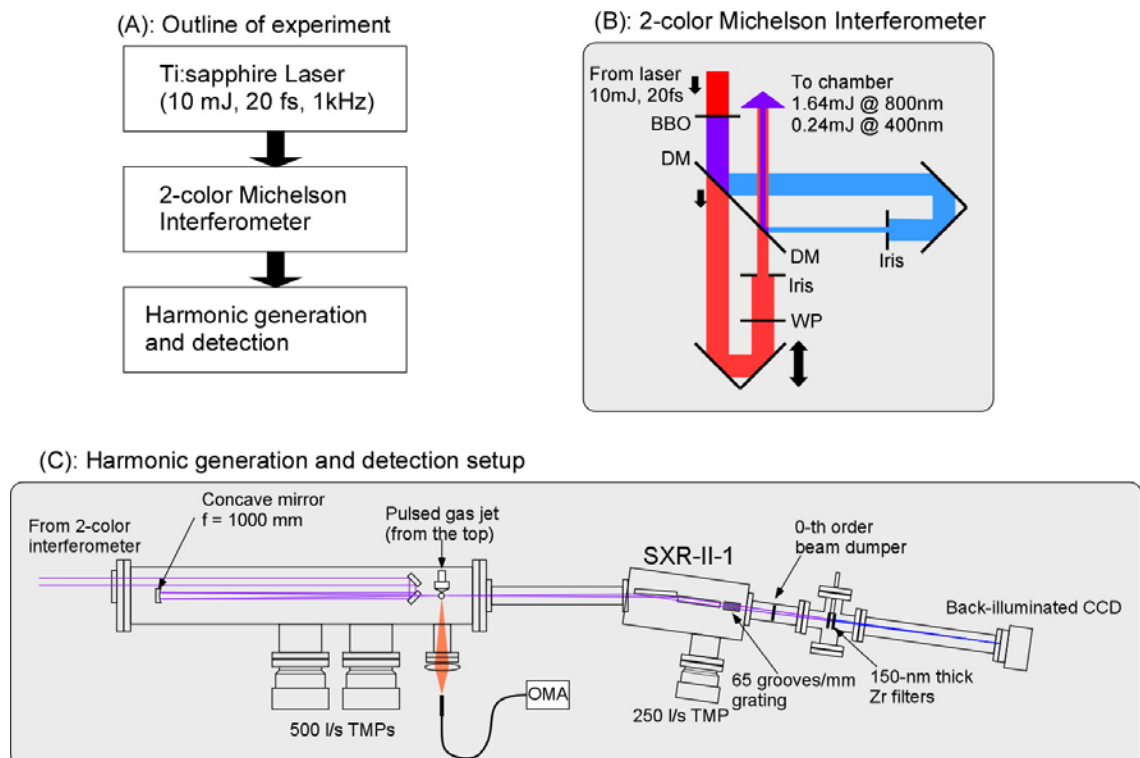 (A): Outline of experiment
Ti:sapphire Laser
(10 mJ, 20 fs, 1kHz)
2-color Michelson
Interferometer
Harmonic generation
and detection
(B): 2-color Michelson Interferometer
From laser
10mJ, 20fs
To chamber
1.64mJ @ 800nm
0.24mJ @ 400nm
BBO
DM
DM
Iris
Iris
WP
(C): Harmonic generation and detection setup
From 2-color
interferometer
Concave mirror
f = 1000 mm
Pulsed gas jet
(from the top)
SXR-II-1
0-th order
beam dumper
Back-illuminated CCD
500 l/s TMPs
OMA
250 l/s TMP
65 grooves/mm
grating
150-nm thick
Zr filters